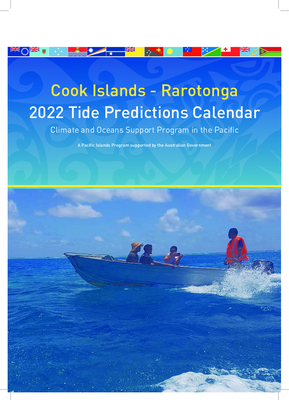 Cook Islands - Rarotonga
2022 Tide Predictions Calendar
Climate and Oceans Support Program in the Pacific
A Pacific Islands Program supported by the Australian Government